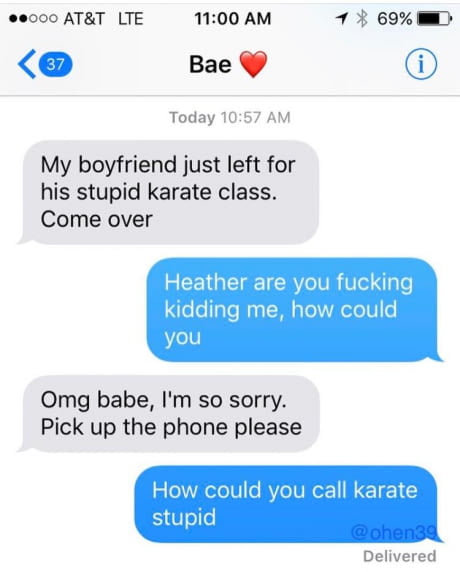 AT&T LTE 11:00 AM 69%
37 Bae ❤️ i
Today 10:57 AM
My boyfriend just left for
his stupid karate class.
Come over
Heather are you fucking
kidding me, how could
you
Omg babe, I'm so sorry.
Pick up the phone please
How could you call karate
stupid
@ohen39
Delivered